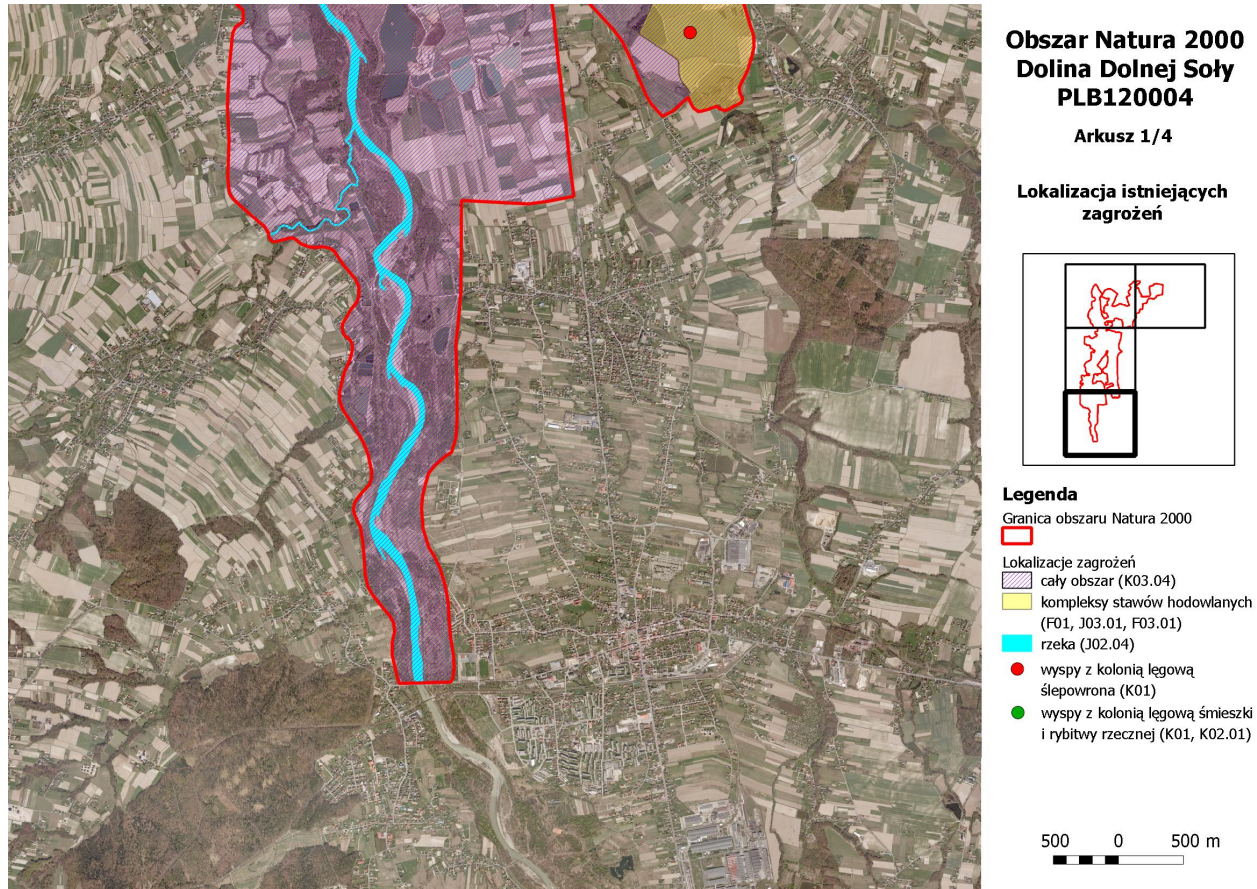 Obszar Natura 2000
Dolina Dolnej Soły
PLB120004
Arkusz 1/4
Lokalizacja istniejących
zagrożeń
Legenda
Granica obszaru Natura 2000
Lokalizacje zagrożeń
cały obszar (K03.04)
kompleksy stawów hodowlanych
(F01, J03.01, F03.01)
rzeka (J02.04)
wyspy z kolonią lęgową
ślepowrona (K01)
wyspy z kolonią lęgową śmieszki
i rybitwy rzecznej (K01, K02.01)
500 0 500 m